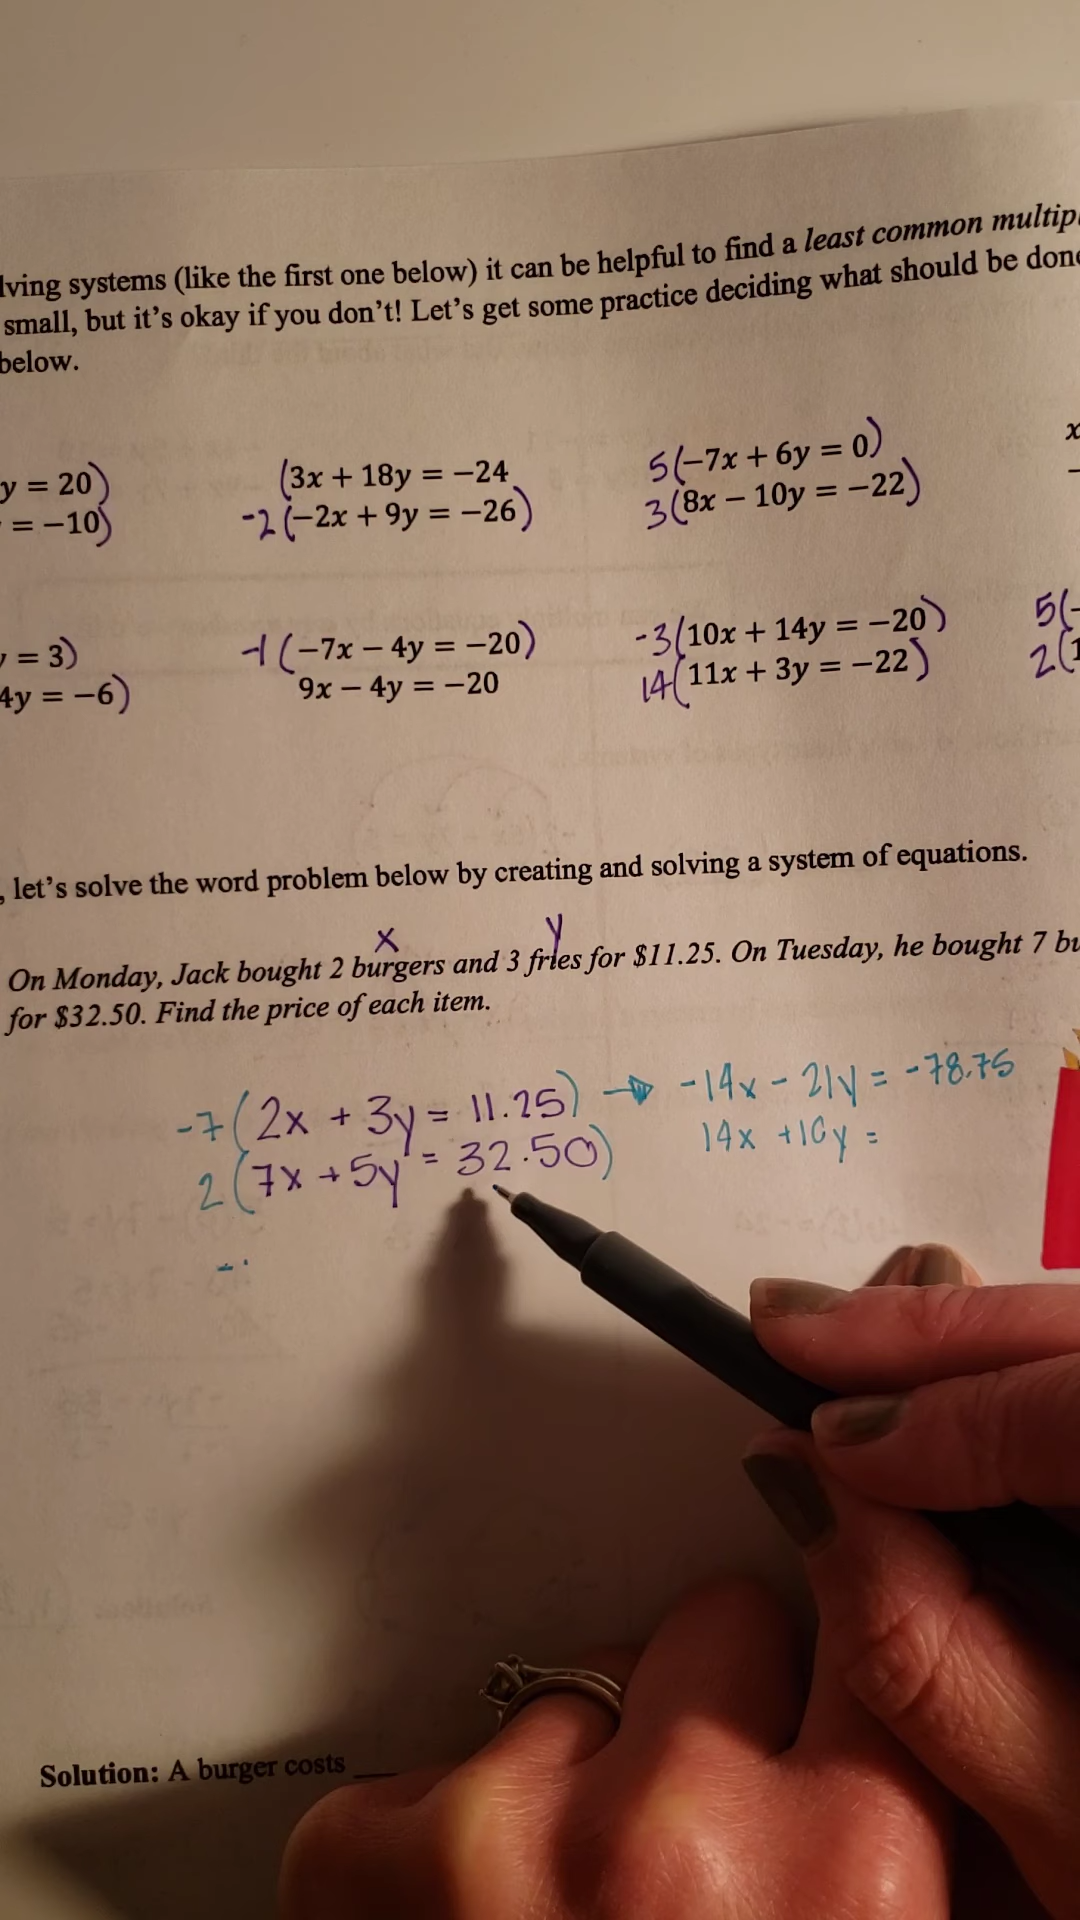 lving systems (like the first one below) it can be helpful to find a least common multipl
small, but it's okay if you don't! Let's get some practice deciding what should be done
below.
y = 20) (3x + 18y = −24 5(−7x + 6y = 0) x
= −10) -2(−2x + 9y = −26) 3(8x − 10y = −22)
y = 3) -1(−7x − 4y = −20) -3(10x + 14y = −20) 5(-
4y = −6) 9x − 4y = −20 14(11x + 3y = −22) 2(1
, let's solve the word problem below by creating and solving a system of equations.
x y
On Monday, Jack bought 2 burgers and 3 fries for $11.25. On Tuesday, he bought 7 bu
for $32.50. Find the price of each item.
-7(2x + 3y = 11.25) → -14x - 21y = -78.75
2(7x + 5y = 32.50) 14x + 10y =
Solution: A burger costs ___